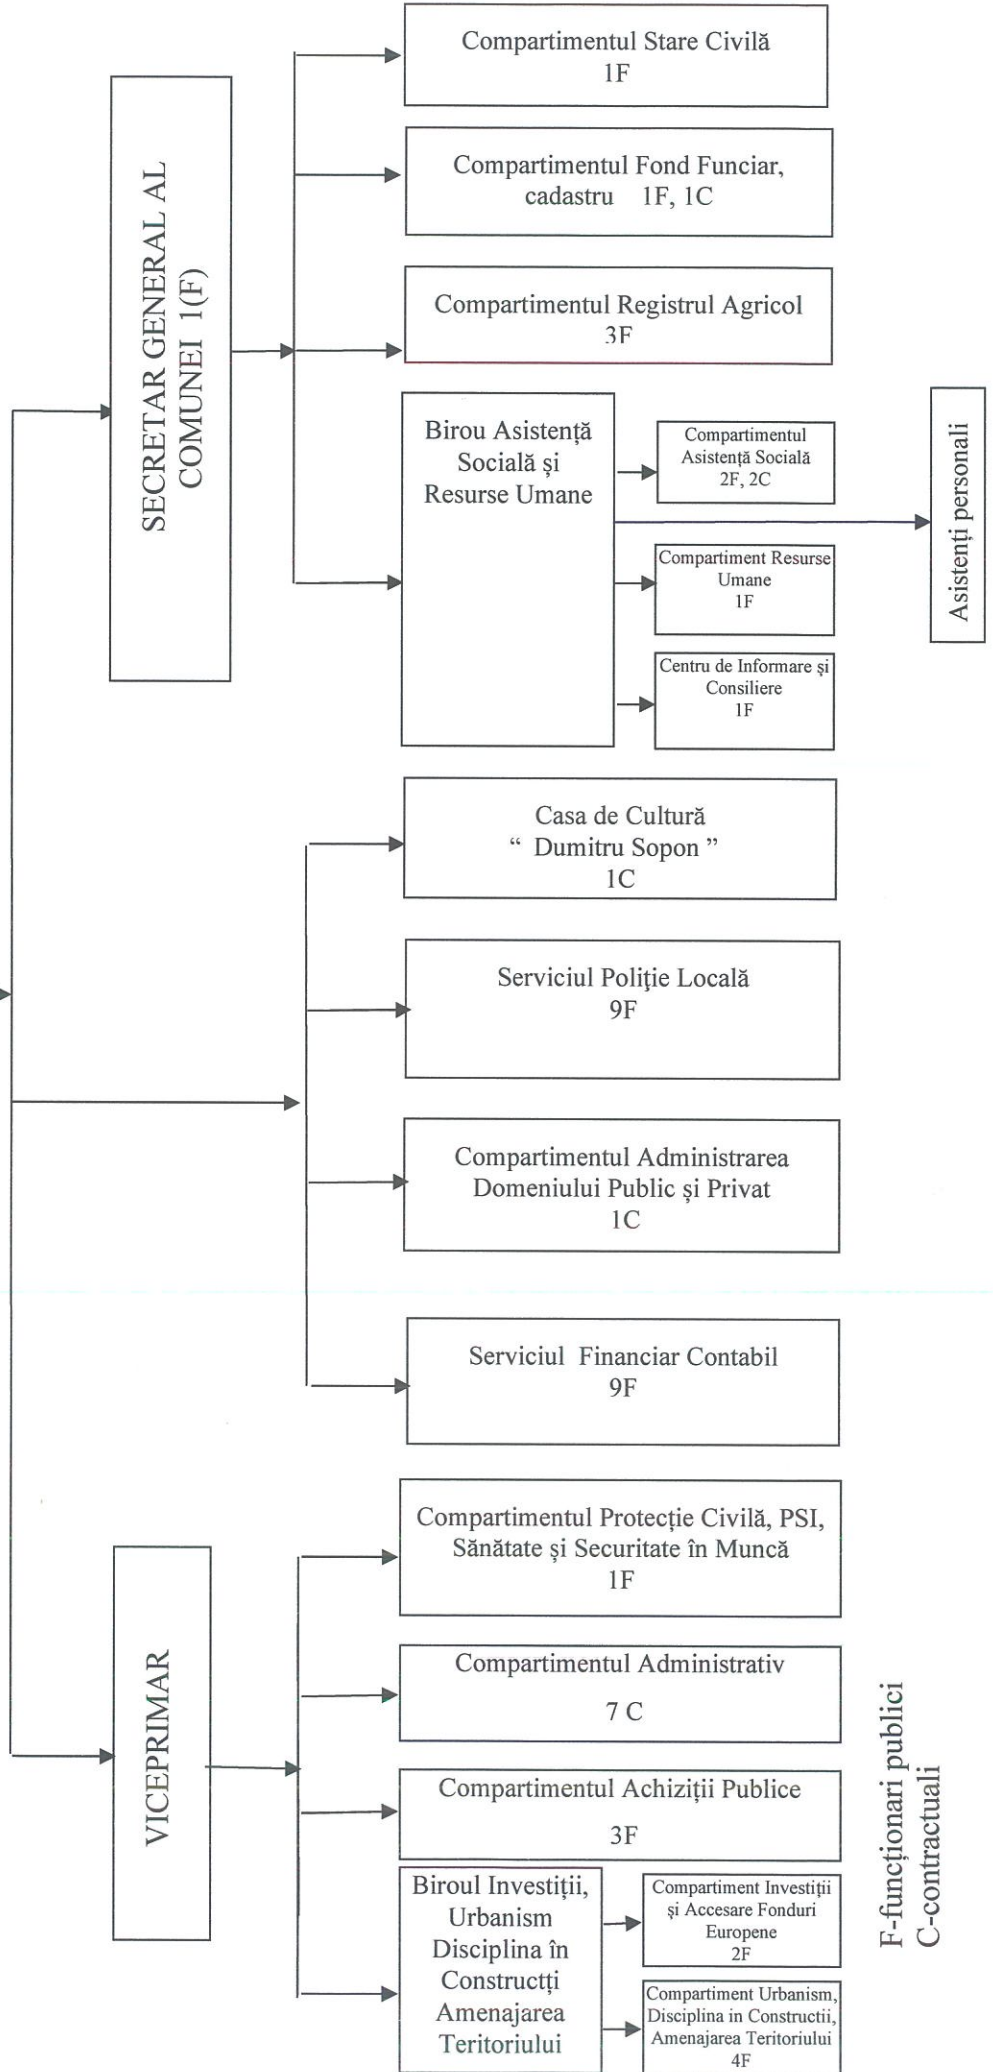 SECRETAR GENERAL AL
COMUNEI 1(F)
Compartimentul Stare Civilă
1F
Compartimentul Fond Funciar,
cadastru 1F, 1C
Compartimentul Registrul Agricol
3F
Birou Asistență
Socială și
Resurse Umane
Compartimentul
Asistență Socială
2F, 2C
Compartiment Resurse
Umane
1F
Centru de Informare și
Consiliere
1F
Asistenți personali
Casa de Cultură
“ Dumitru Sopon ”
1C
Serviciul Poliţie Locală
9F
Compartimentul Administrarea
Domeniului Public și Privat
1C
Serviciul Financiar Contabil
9F
VICEPRIMAR
Compartimentul Protecție Civilă, PSI,
Sănătate și Securitate în Muncă
1F
Compartimentul Administrativ
7 C
Compartimentul Achiziții Publice
3F
Biroul Investiții,
Urbanism
Disciplina în
Constructți
Amenajarea
Teritoriului
Compartiment Investiții
și Accesare Fonduri
Europene
2F
Compartiment Urbanism,
Disciplina in Constructii,
Amenajarea Teritoriului
4F
F-funcționari publici
C-contractuali